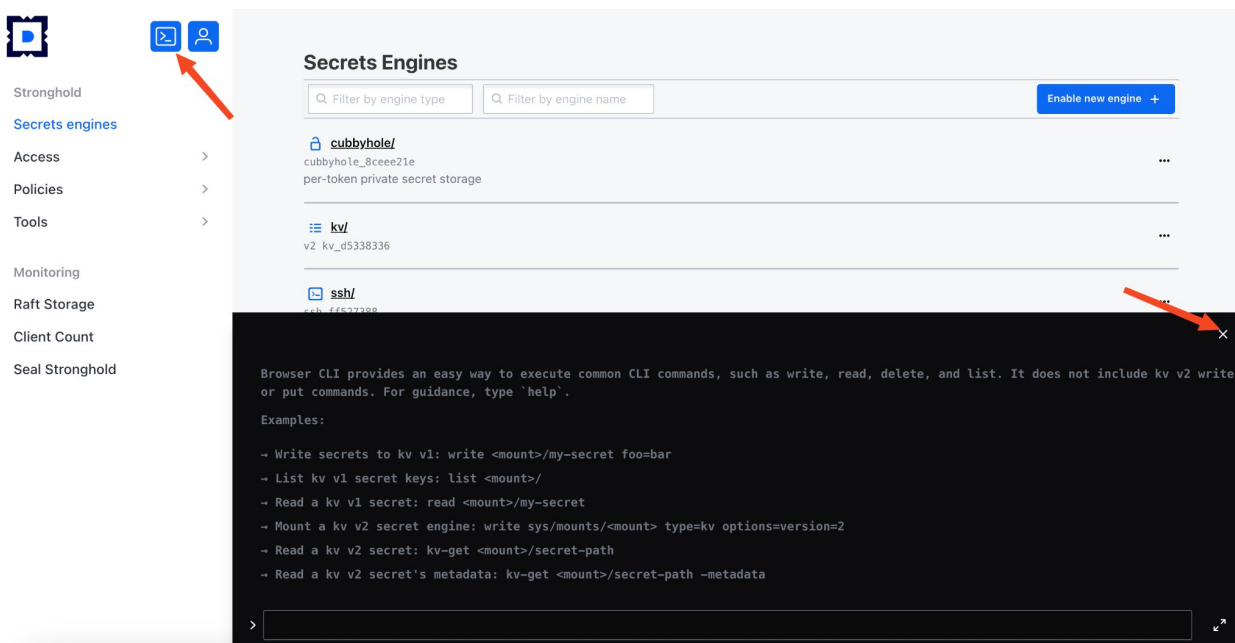 Stronghold
Secrets engines
Access
Policies
Tools
Monitoring
Raft Storage
Client Count
Seal Stronghold
Secrets Engines
Filter by engine type
Filter by engine name
Enable new engine +
cubbyhole/
cubbyhole_8ceee21e
per-token private secret storage
kv/
v2 kv_d5338336
ssh/
ssh_ff527388
Browser CLI provides an easy way to execute common CLI commands, such as write, read, delete, and list. It does not include kv v2 write
or put commands. For guidance, type `help`.
Examples:
→ Write secrets to kv v1: write <mount>/my-secret foo=bar
→ List kv v1 secret keys: list <mount>/
→ Read a kv v1 secret: read <mount>/my-secret
→ Mount a kv v2 secret engine: write sys/mounts/<mount> type=kv options=version=2
→ Read a kv v2 secret: kv-get <mount>/secret-path
→ Read a kv v2 secret's metadata: kv-get <mount>/secret-path -metadata